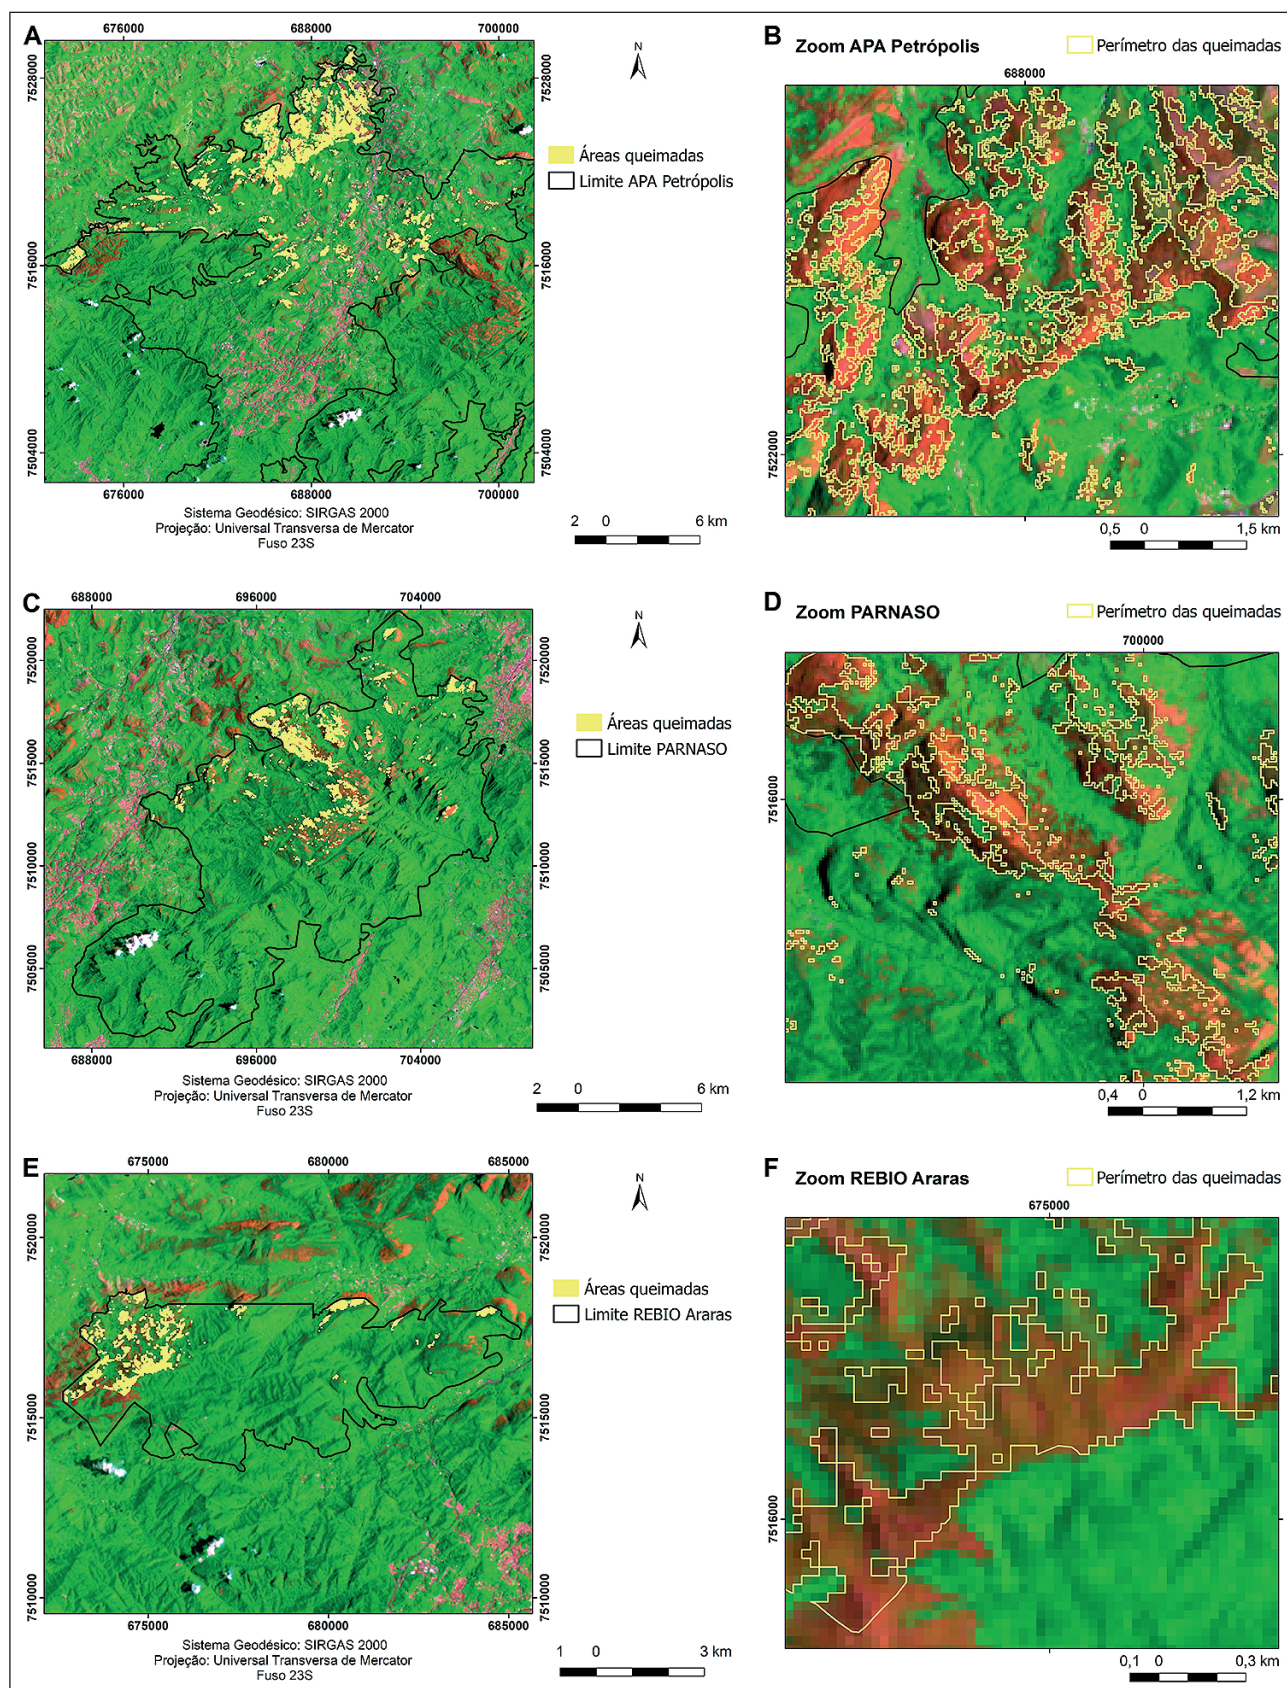 A
676000
688000
700000
7528000
7516000
7504000
7528000
7516000
7504000
676000
688000
700000
N
Áreas queimadas
Limite APA Petrópolis
Sistema Geodésico: SIRGAS 2000
Projeção: Universal Transversa de Mercator
Fuso 23S
2 0 6 km
B
Zoom APA Petrópolis
Perímetro das queimadas
688000
7522000
0,5 0 1,5 km
C
688000
696000
704000
7520000
7515000
7510000
7505000
7520000
7515000
7510000
7505000
688000
696000
704000
N
Áreas queimadas
Limite PARNASO
Sistema Geodésico: SIRGAS 2000
Projeção: Universal Transversa de Mercator
Fuso 23S
2 0 6 km
D
Zoom PARNASO
Perímetro das queimadas
700000
7516000
0,4 0 1,2 km
E
675000
680000
685000
7520000
7515000
7510000
7520000
7515000
7510000
675000
680000
685000
N
Áreas queimadas
Limite REBIO Araras
Sistema Geodésico: SIRGAS 2000
Projeção: Universal Transversa de Mercator
Fuso 23S
1 0 3 km
F
Zoom REBIO Araras
Perímetro das queimadas
675000
7516000
0,1 0 0,3 km